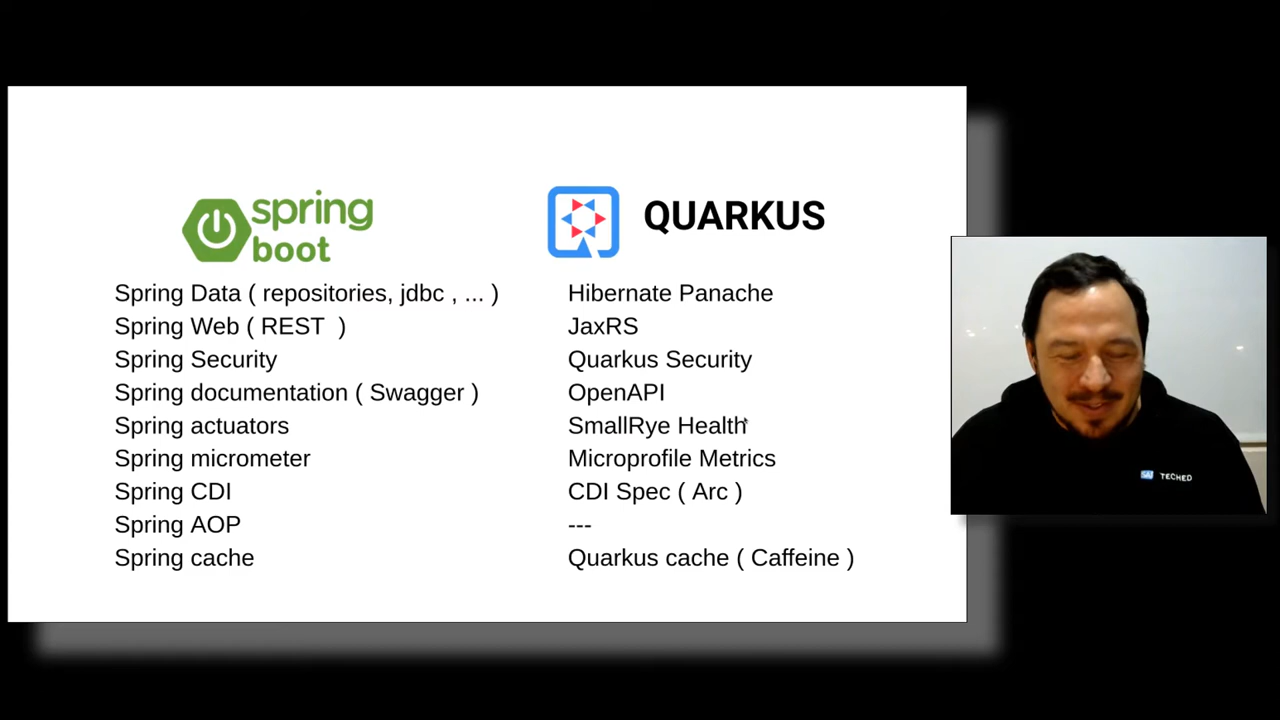 spring
boot
QUARKUS
Spring Data ( repositories, jdbc , ... )
Spring Web ( REST  )
Spring Security
Spring documentation ( Swagger )
Spring actuators
Spring micrometer
Spring CDI
Spring AOP
Spring cache
Hibernate Panache
JaxRS
Quarkus Security
OpenAPI
SmallRye Health
Microprofile Metrics
CDI Spec ( Arc )
---
Quarkus cache ( Caffeine )
SAP TECHED